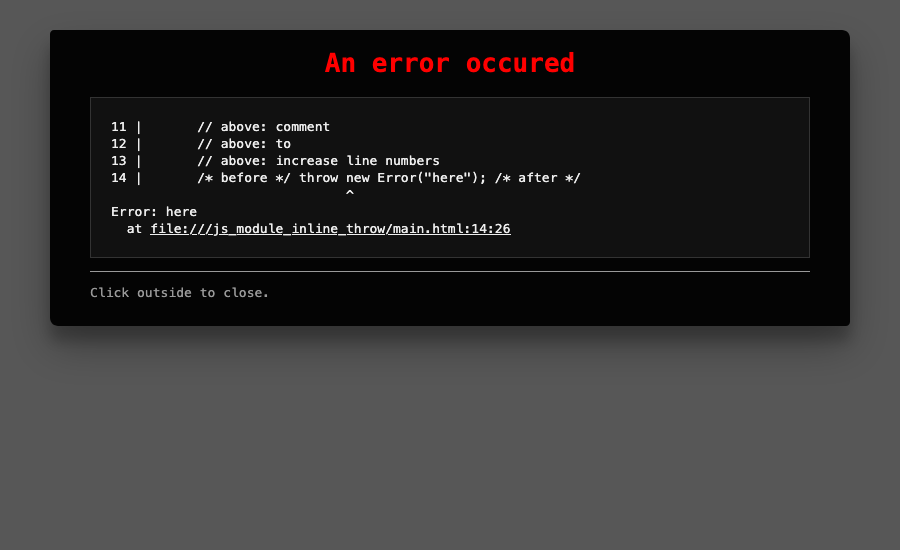 An error occured
11 |       // above: comment
12 |       // above: to
13 |       // above: increase line numbers
14 |       /* before */ throw new Error("here"); /* after */
                              ^
Error: here
  at file:///js_module_inline_throw/main.html:14:26
Click outside to close.